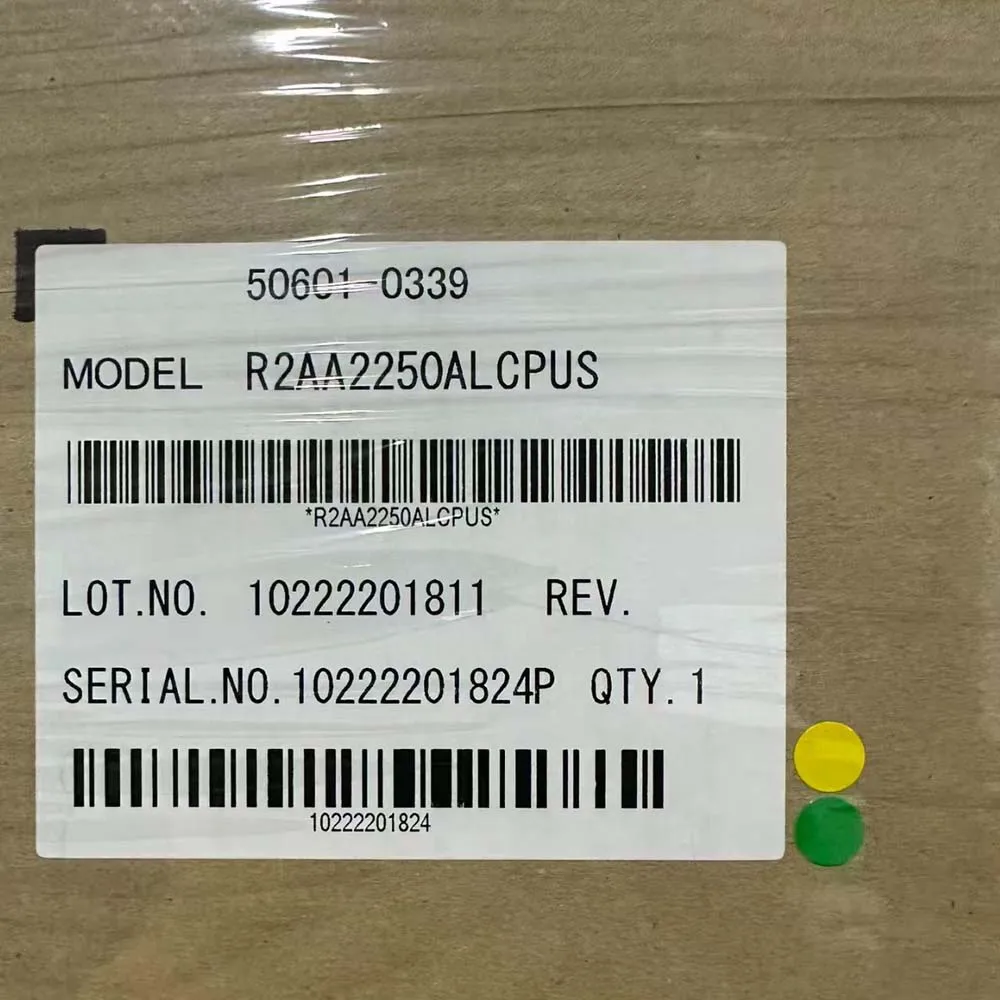 50601-0339
MODEL R2AA2250ALCPUS
*R2AA2250ALCPUS*
LOT.NO. 10222201811 REV.
SERIAL.NO.10222201824P QTY.1
10222201824